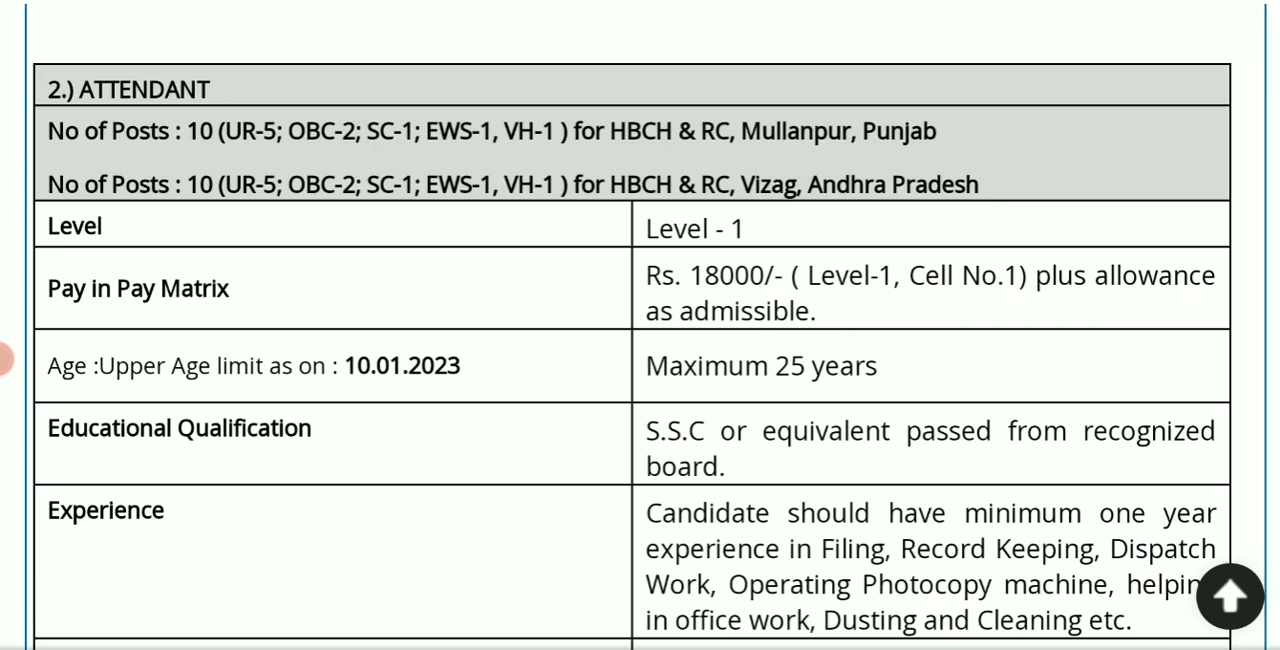 2.) ATTENDANT
No of Posts : 10 (UR-5; OBC-2; SC-1; EWS-1, VH-1 ) for HBCH & RC, Mullanpur, Punjab
No of Posts : 10 (UR-5; OBC-2; SC-1; EWS-1, VH-1 ) for HBCH & RC, Vizag, Andhra Pradesh
Level
Level - 1
Pay in Pay Matrix
Rs. 18000/- ( Level-1, Cell No.1) plus allowance
as admissible.
Age :Upper Age limit as on : 10.01.2023
Maximum 25 years
Educational Qualification
S.S.C or equivalent passed from recognized
board.
Experience
Candidate should have minimum one year
experience in Filing, Record Keeping, Dispatch
Work, Operating Photocopy machine, helping
in office work, Dusting and Cleaning etc.